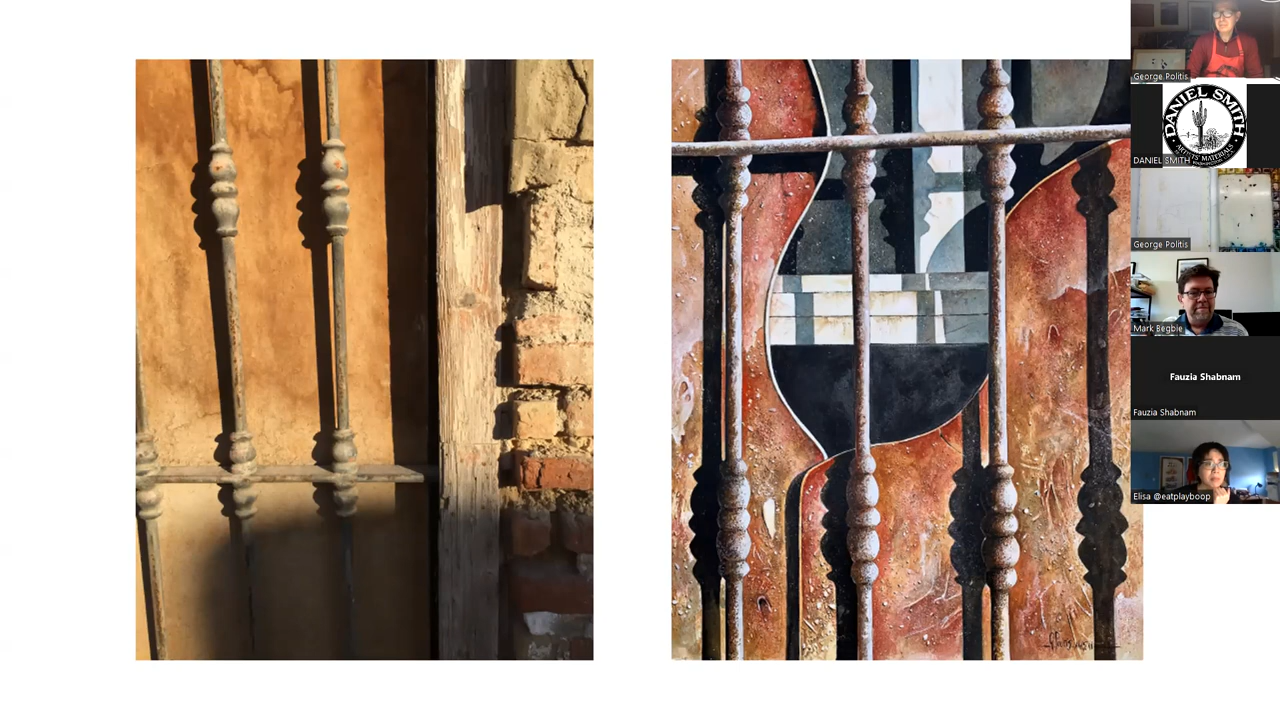 George Politis
DANIEL SMITH
ARTISTS' MATERIALS
DANIEL SMITH
George Politis
Mark Begbie
Fauzia Shabnam
Fauzia Shabnam
Elisa @eatplayboop